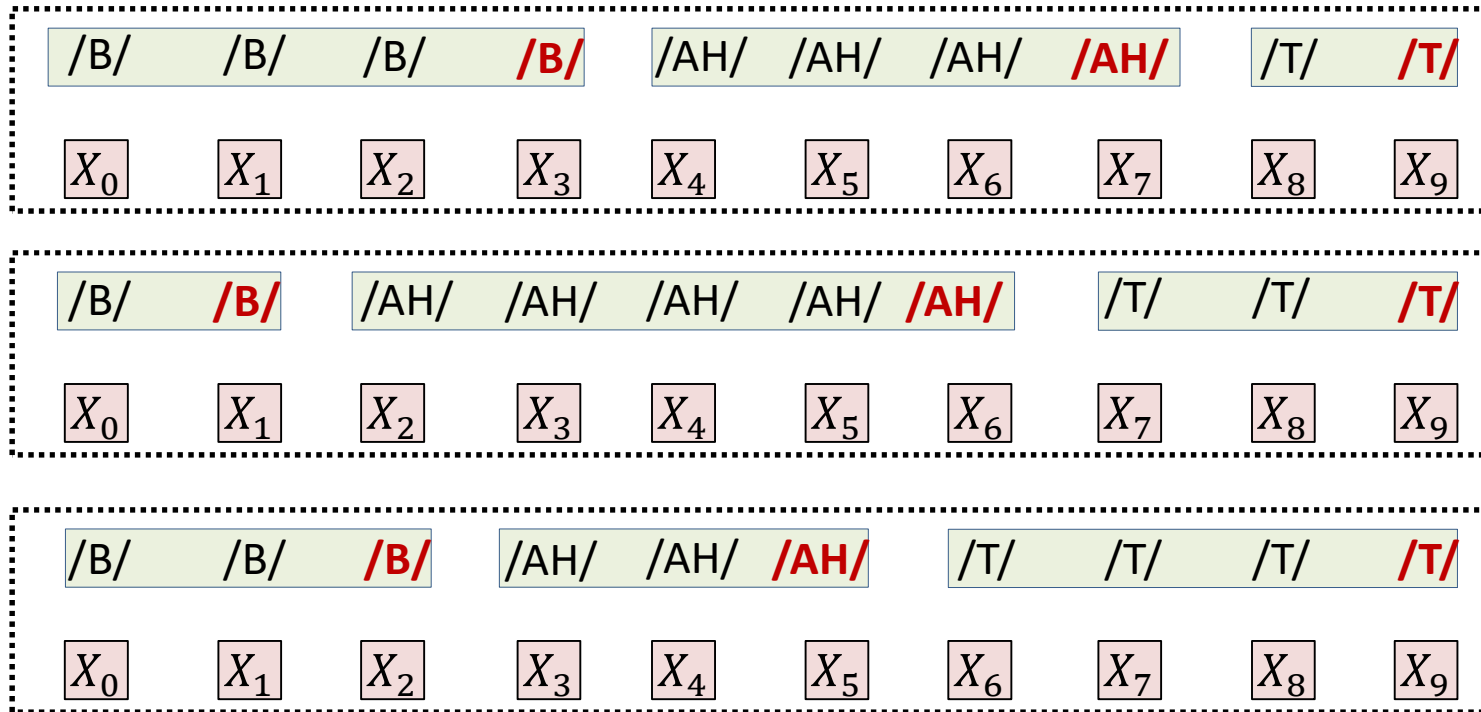 /B/ /B/ /B/ /B/ /AH/ /AH/ /AH/ /AH/ /T/ /T/
X₀ X₁ X₂ X₃ X₄ X₅ X₆ X₇ X₈ X₉
/B/ /B/ /AH/ /AH/ /AH/ /AH/ /AH/ /T/ /T/ /T/
X₀ X₁ X₂ X₃ X₄ X₅ X₆ X₇ X₈ X₉
/B/ /B/ /B/ /AH/ /AH/ /AH/ /T/ /T/ /T/ /T/
X₀ X₁ X₂ X₃ X₄ X₅ X₆ X₇ X₈ X₉